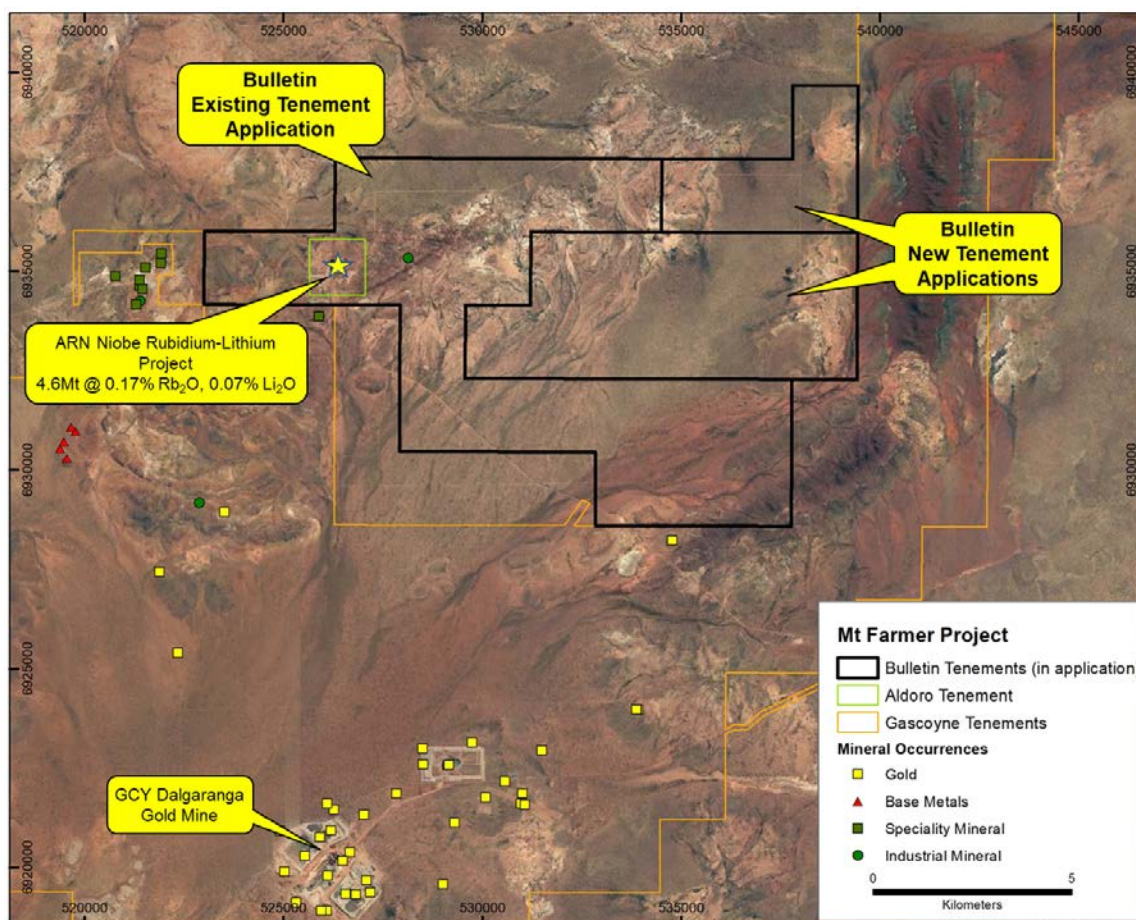 520000
525000
530000
535000
540000
545000
6940000
6940000
Bulletin
Existing Tenement
Application
Bulletin
New Tenement
Applications
6935000
6935000
ARN Niobe Rubidium-Lithium
Project
4.6Mt @ 0.17% Rb₂O, 0.07% Li₂O
6930000
6930000
6925000
GCY Dalgaranga
Gold Mine
6920000
Mt Farmer Project
Bulletin Tenements (in application)
Aldoro Tenement
Gascoyne Tenements
Mineral Occurrences
Gold
Base Metals
Speciality Mineral
Industrial Mineral
0 5
Kilometers
520000
525000
530000
535000